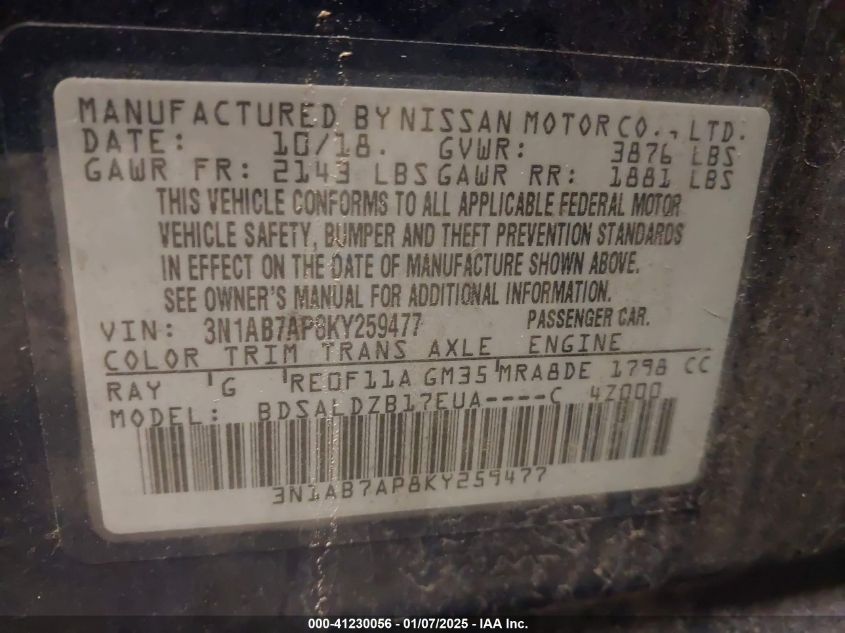 MANUFACTURED BY NISSAN MOTOR CO., LTD.
DATE: 10/18. GVWR: 3876 LBS
GAWR FR: 2143 LBS GAWR RR: 1881 LBS
THIS VEHICLE CONFORMS TO ALL APPLICABLE FEDERAL MOTOR
VEHICLE SAFETY, BUMPER AND THEFT PREVENTION STANDARDS
IN EFFECT ON THE DATE OF MANUFACTURE SHOWN ABOVE.
SEE OWNER'S MANUAL FOR ADDITIONAL INFORMATION.
VIN: 3N1AB7AP8KY259477 PASSENGER CAR.
COLOR TRIM TRANS AXLE ENGINE
RAY G RE0F11A GM35 MRA8DE 1798 CC
MODEL: BDSALDZB17EUA----C 4Z000
3N1AB7AP8KY259477
000-41230056 - 01/07/2025 - IAA Inc.